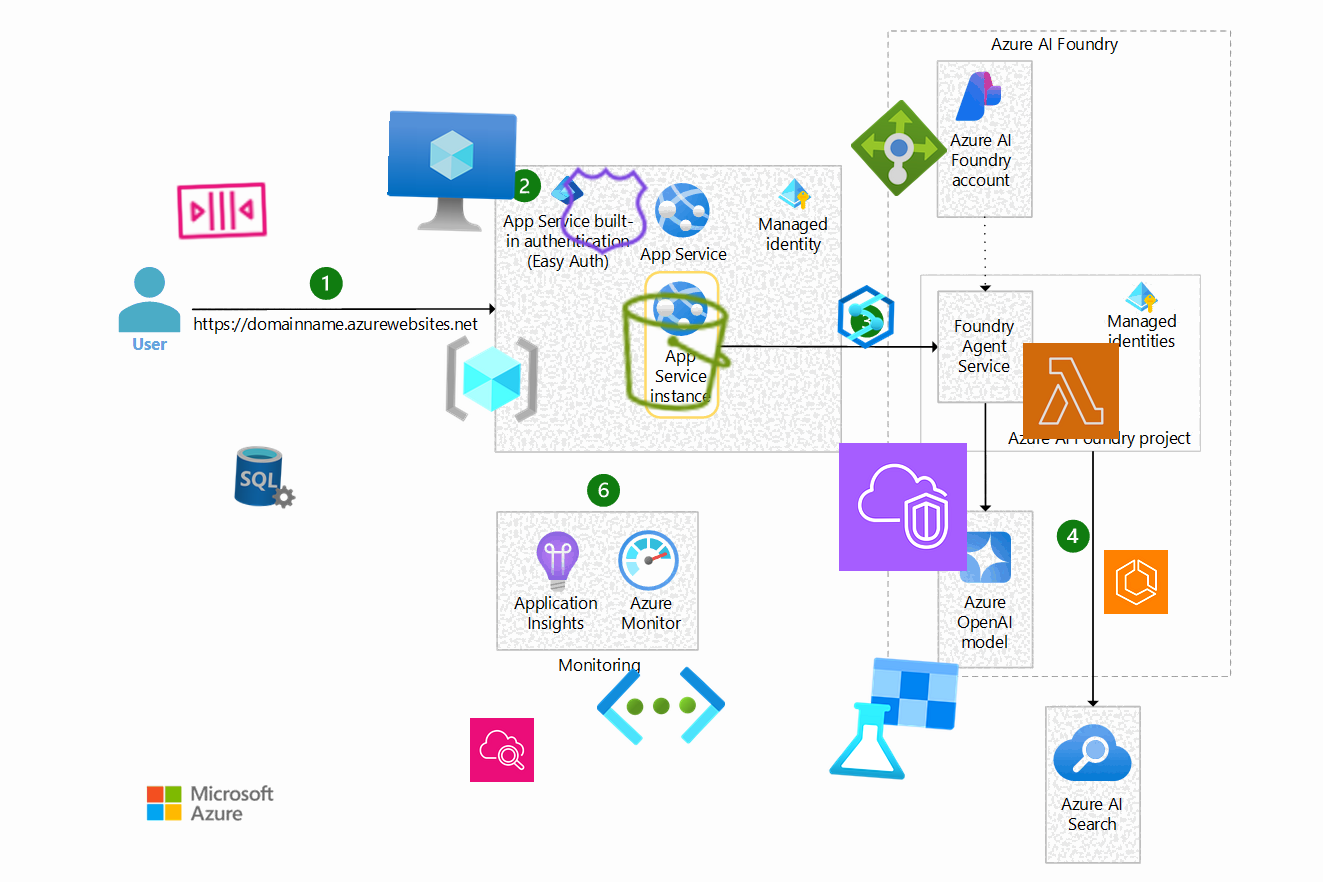 Azure AI Foundry
Azure AI
Foundry
account
2
App Service built-
in authentication
(Easy Auth)
App Service
Managed
identity
1
https://domainname.azurewebsites.net
User
App
Service
instance
3
Foundry
Agent
Service
Managed
identities
Azure AI Foundry project
SQL
6
Application
Insights
Azure
Monitor
Monitoring
4
Azure
OpenAI
model
Azure AI
Search
Microsoft
Azure